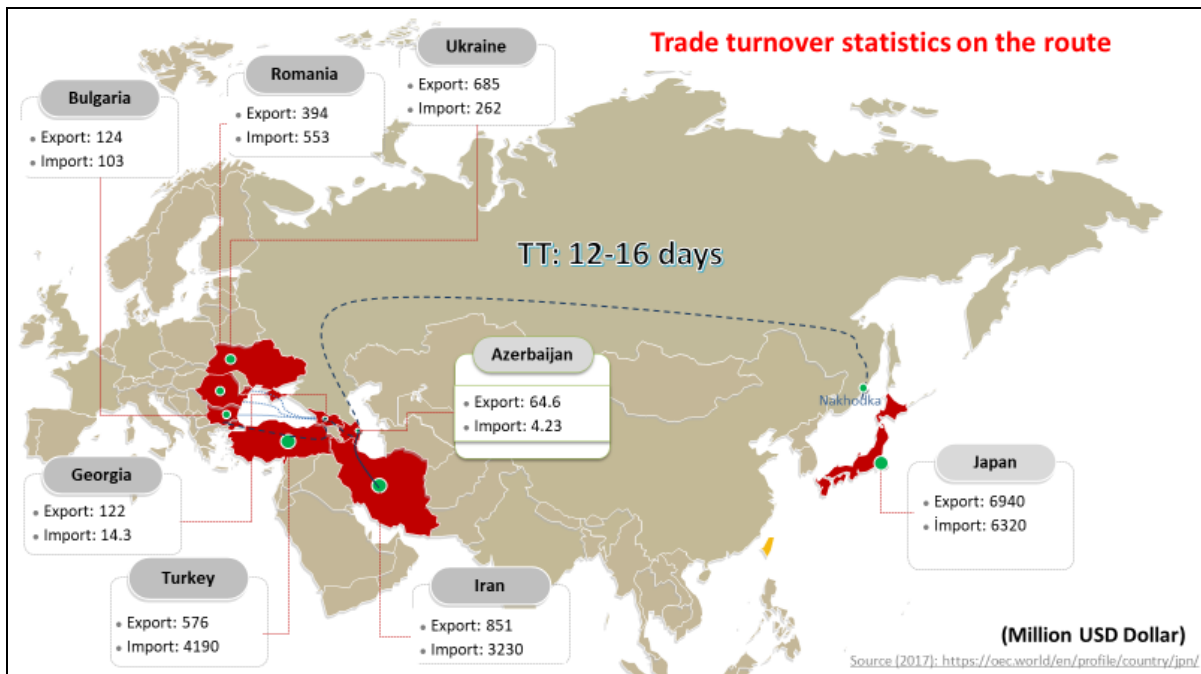 Trade turnover statistics on the route
Ukraine
• Export: 685
• Import: 262
Romania
• Export: 394
• Import: 553
Bulgaria
• Export: 124
• Import: 103
TT: 12-16 days
Azerbaijan
• Export: 64.6
• Import: 4.23
Nakhodka
Georgia
• Export: 122
• Import: 14.3
Japan
• Export: 6940
• İmport: 6320
Turkey
• Export: 576
• Import: 4190
Iran
• Export: 851
• Import: 3230
(Million USD Dollar)
Source (2017): https://oec.world/en/profile/country/jpn/